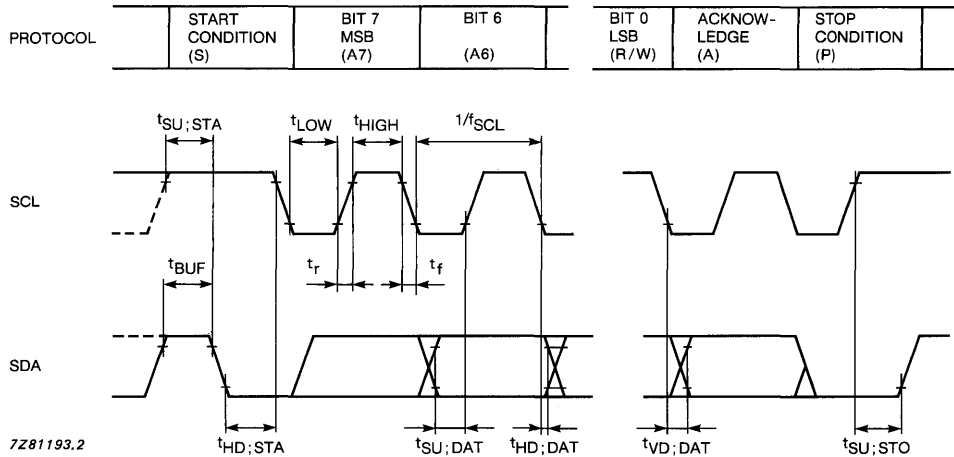 PROTOCOL
START
CONDITION
(S)
BIT 7
MSB
(A7)
BIT 6
(A6)
BIT 0
LSB
(R/W)
ACKNOW-
LEDGE
(A)
STOP
CONDITION
(P)
tSU;STA
tLOW
tHIGH
1/fSCL
SCL
tBUF
tr
tf
SDA
tHD;STA
tSU;DAT
tHD;DAT
tVD;DAT
tSU;STO
7Z81193.2